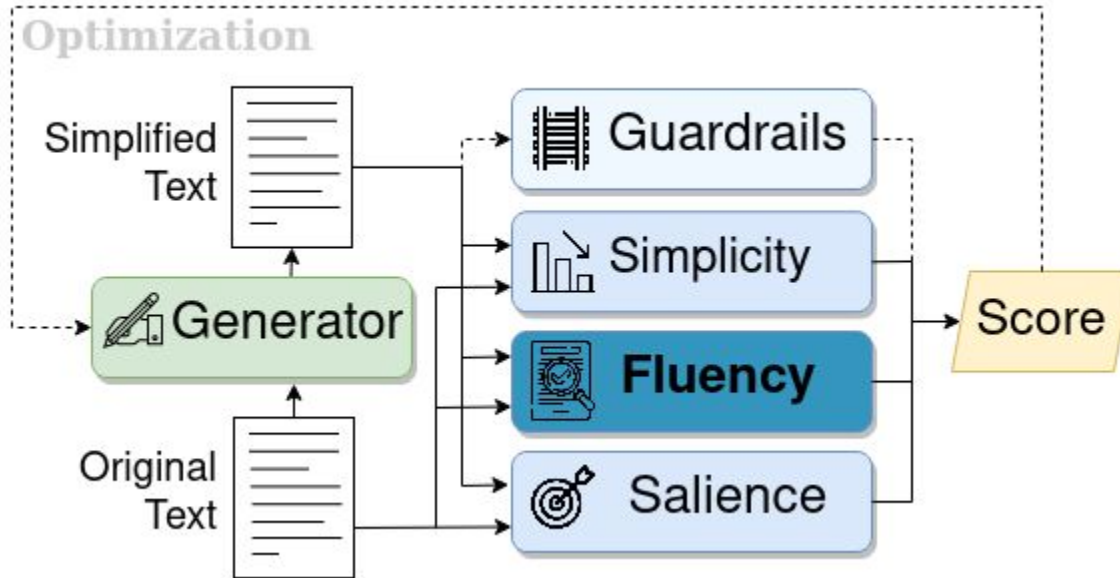 Optimization
Simplified
Text
Guardrails
Simplicity
Generator
Score
Fluency
Original
Text
Salience